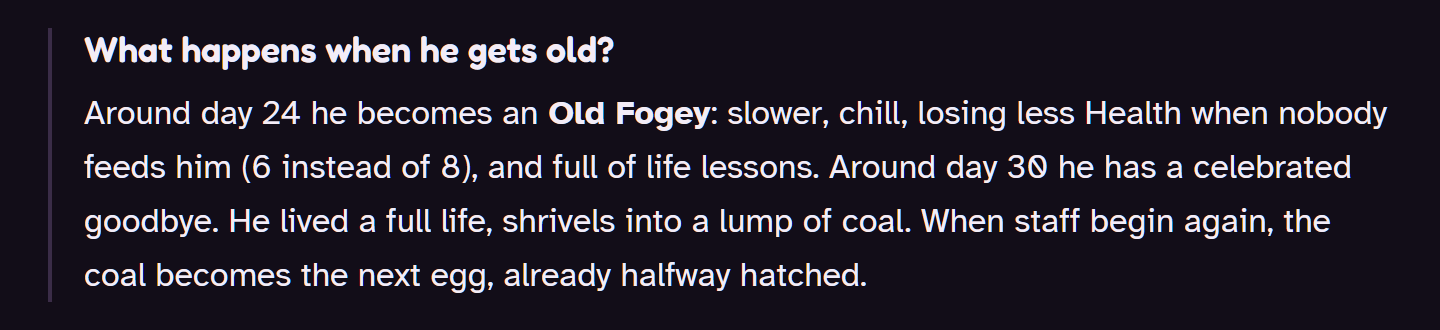 What happens when he gets old?
Around day 24 he becomes an Old Fogey: slower, chill, losing less Health when nobody
feeds him (6 instead of 8), and full of life lessons. Around day 30 he has a celebrated
goodbye. He lived a full life, shrivels into a lump of coal. When staff begin again, the
coal becomes the next egg, already halfway hatched.